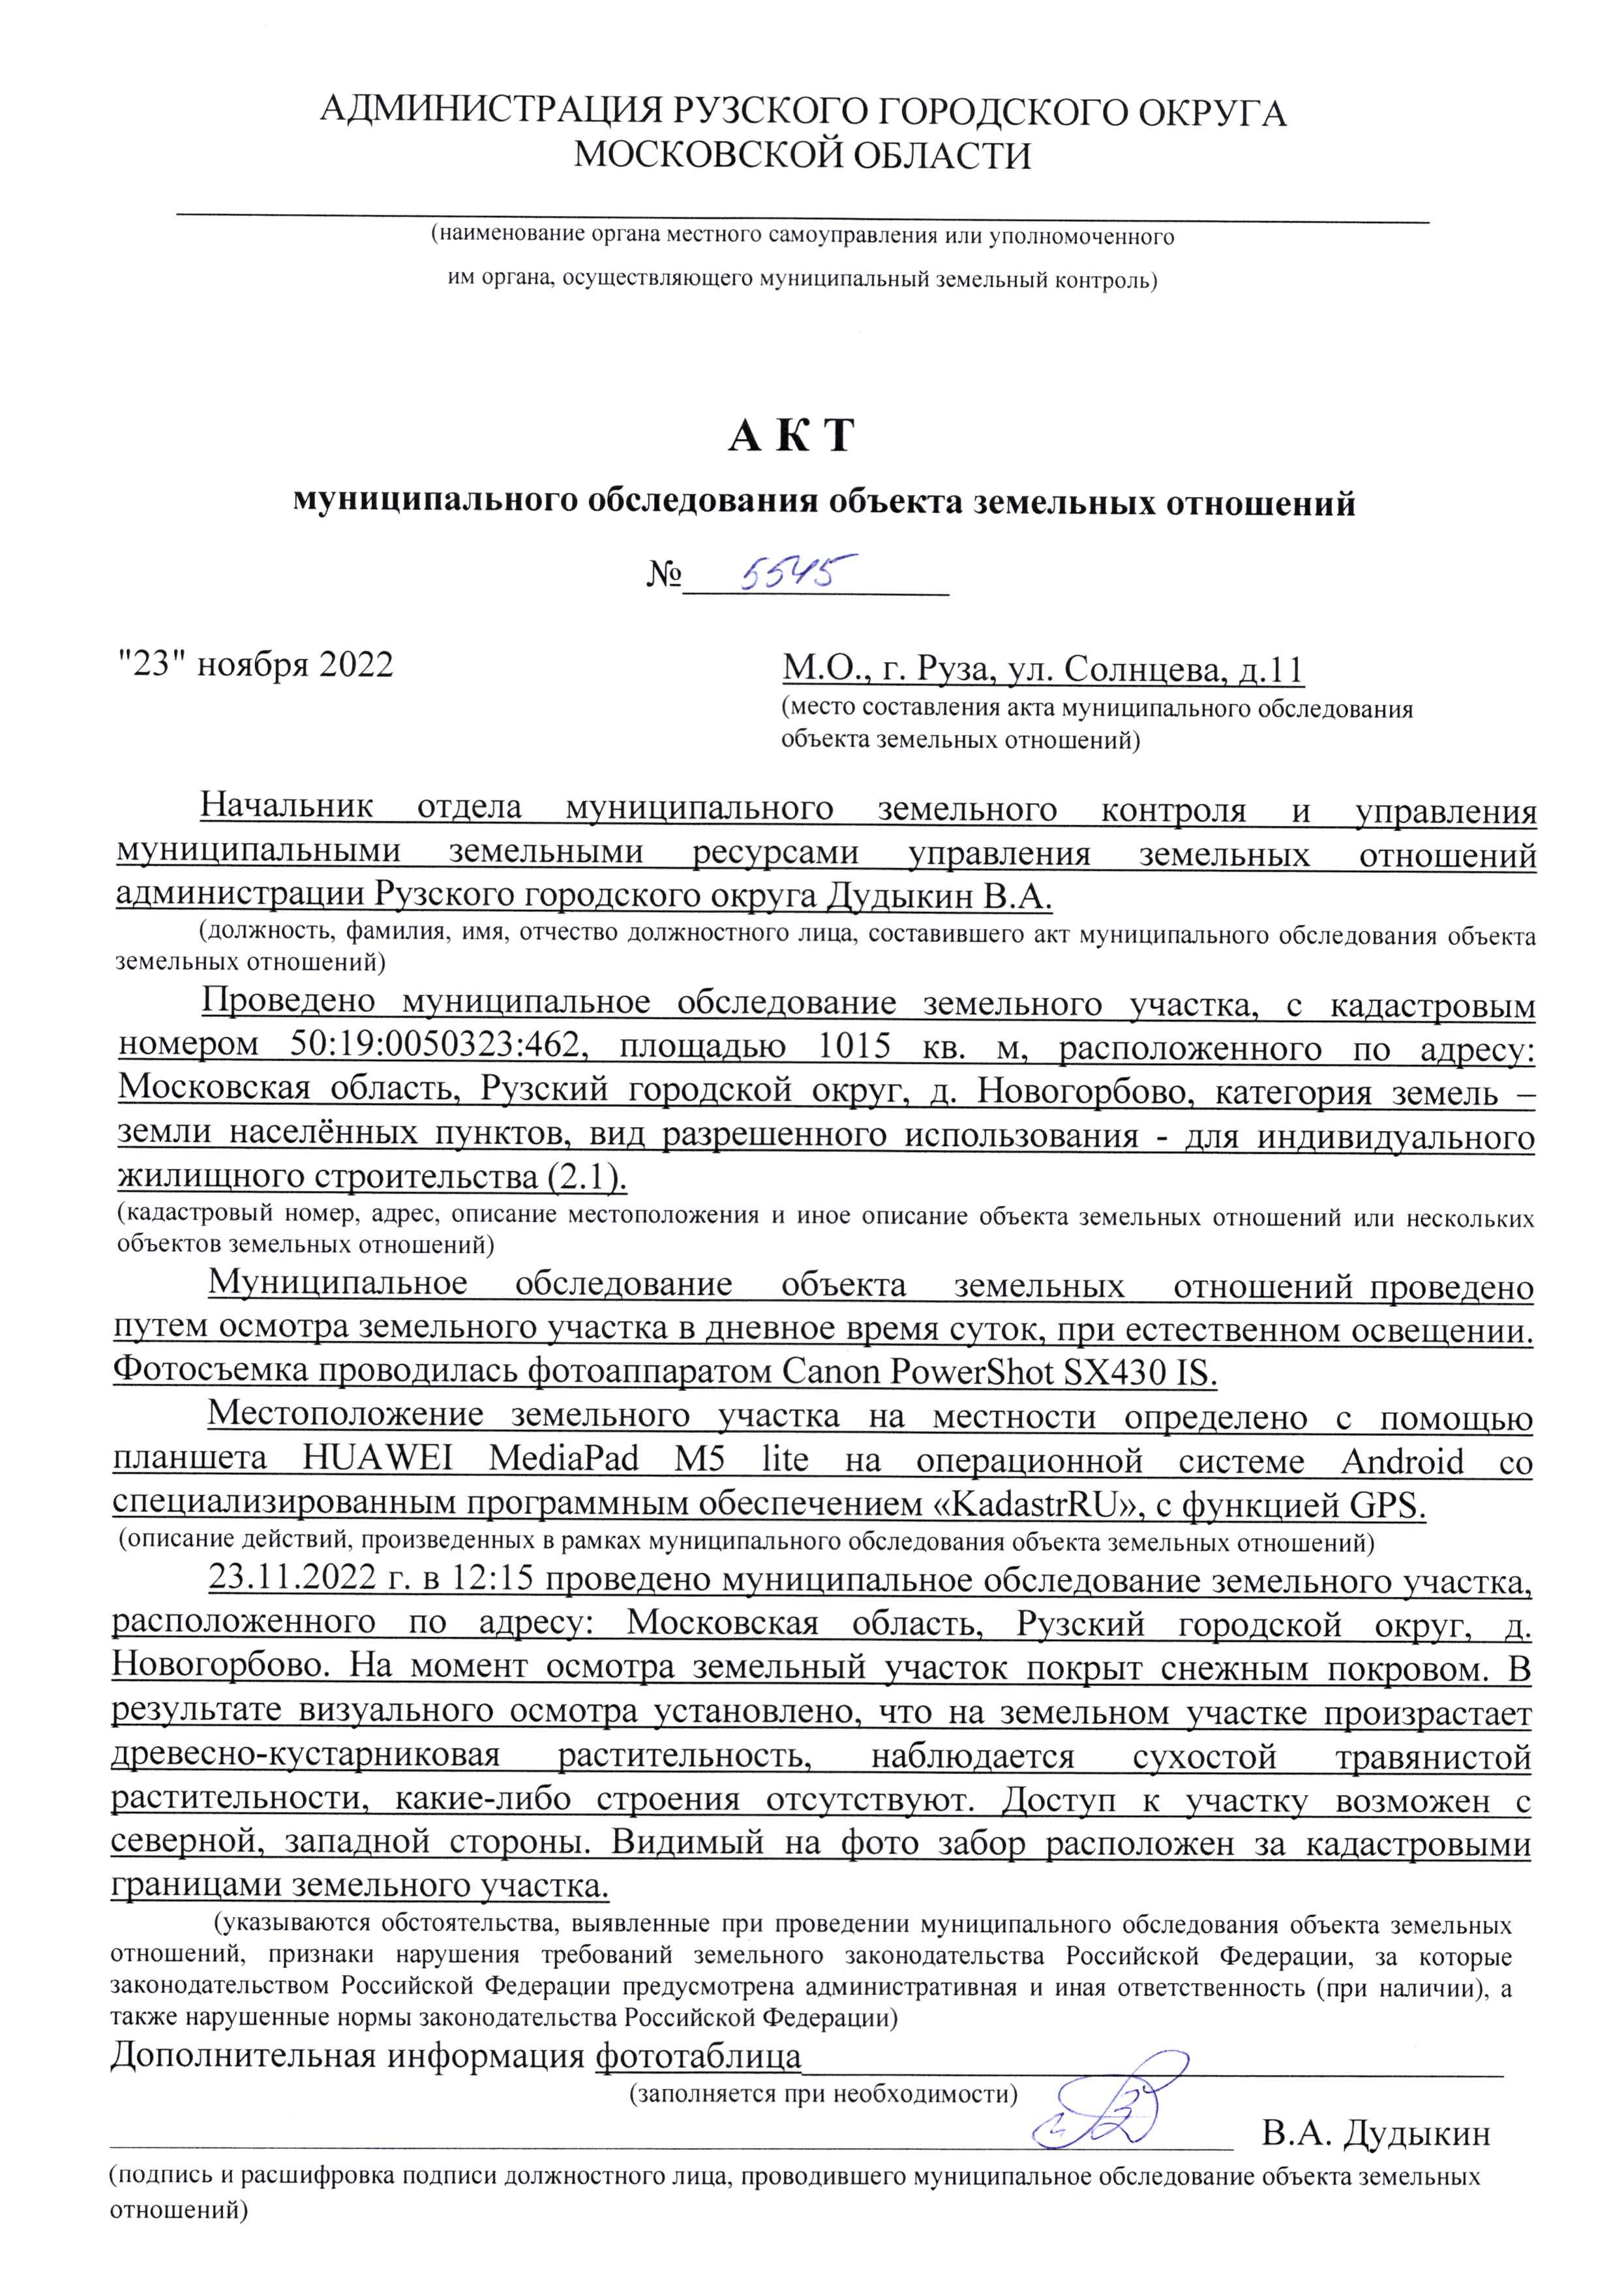 АДМИНИСТРАЦИЯ РУЗСКОГО ГОРОДСКОГО ОКРУГА
МОСКОВСКОЙ ОБЛАСТИ
(наименование органа местного самоуправления или уполномоченного
им органа, осуществляющего муниципальный земельный контроль)
А К Т
муниципального обследования объекта земельных отношений
№ 5545
"23" ноября 2022
М.О., г. Руза, ул. Солнцева, д.11
(место составления акта муниципального обследования
объекта земельных отношений)
Начальник отдела муниципального земельного контроля и управления
муниципальными земельными ресурсами управления земельных отношений
администрации Рузского городского округа Дудыкин В.А.
(должность, фамилия, имя, отчество должностного лица, составившего акт муниципального обследования объекта
земельных отношений)
Проведено муниципальное обследование земельного участка, с кадастровым
номером 50:19:0050323:462, площадью 1015 кв. м, расположенного по адресу:
Московская область, Рузский городской округ, д. Новогорбово, категория земель –
земли населённых пунктов, вид разрешенного использования - для индивидуального
жилищного строительства (2.1).
(кадастровый номер, адрес, описание местоположения и иное описание объекта земельных отношений или нескольких
объектов земельных отношений)
Муниципальное обследование объекта земельных отношений проведено
путем осмотра земельного участка в дневное время суток, при естественном освещении.
Фотосъемка проводилась фотоаппаратом Canon PowerShot SX430 IS.
Местоположение земельного участка на местности определено с помощью
планшета HUAWEI MediaPad M5 lite на операционной системе Android со
специализированным программным обеспечением «KadastrRU», с функцией GPS.
(описание действий, произведенных в рамках муниципального обследования объекта земельных отношений)
23.11.2022 г. в 12:15 проведено муниципальное обследование земельного участка,
расположенного по адресу: Московская область, Рузский городской округ, д.
Новогорбово. На момент осмотра земельный участок покрыт снежным покровом. В
результате визуального осмотра установлено, что на земельном участке произрастает
древесно-кустарниковая растительность, наблюдается сухостой травянистой
растительности, какие-либо строения отсутствуют. Доступ к участку возможен с
северной, западной стороны. Видимый на фото забор расположен за кадастровыми
границами земельного участка.
(указываются обстоятельства, выявленные при проведении муниципального обследования объекта земельных
отношений, признаки нарушения требований земельного законодательства Российской Федерации, за которые
законодательством Российской Федерации предусмотрена административная и иная ответственность (при наличии), а
также нарушенные нормы законодательства Российской Федерации)
Дополнительная информация фототаблица
(заполняется при необходимости)
В.А. Дудыкин
(подпись и расшифровка подписи должностного лица, проводившего муниципальное обследование объекта земельных
отношений)